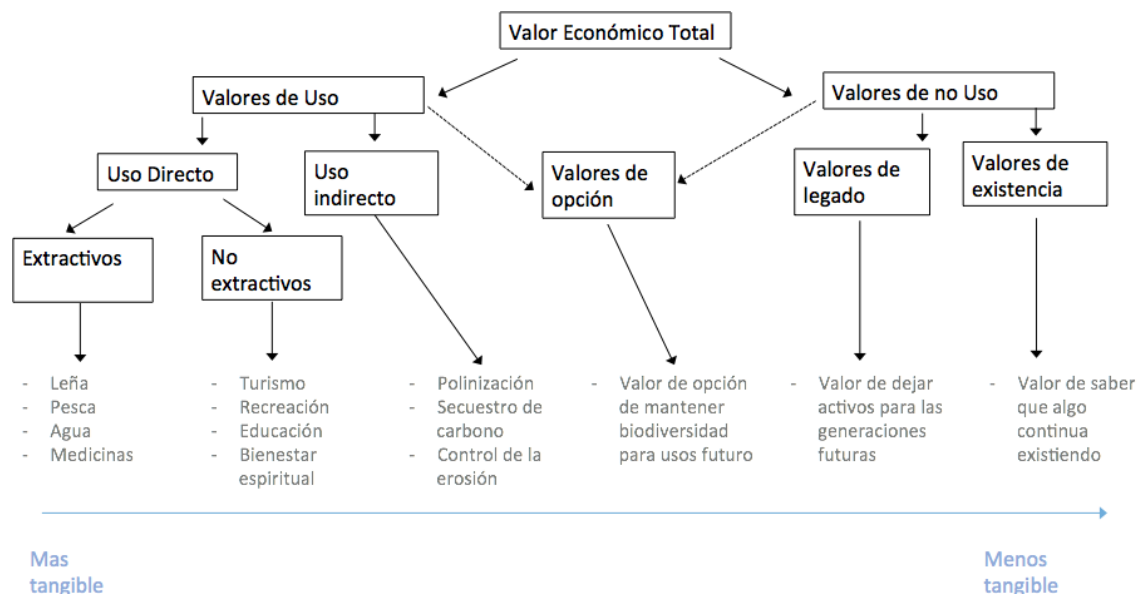 Valor Económico Total
Valores de Uso
Valores de no Uso
Uso Directo
Uso
indirecto
Valores de
opción
Valores de
legado
Valores de
existencia
Extractivos
No
extractivos
- Leña
- Pesca
- Agua
- Medicinas
- Turismo
- Recreación
- Educación
- Bienestar
espiritual
- Polinización
- Secuestro de
carbono
- Control de la
erosión
- Valor de opción
de mantener
biodiversidad
para usos futuro
- Valor de dejar
activos para las
generaciones
futuras
- Valor de saber
que algo
continua
existiendo
Mas
tangible
Menos
tangible